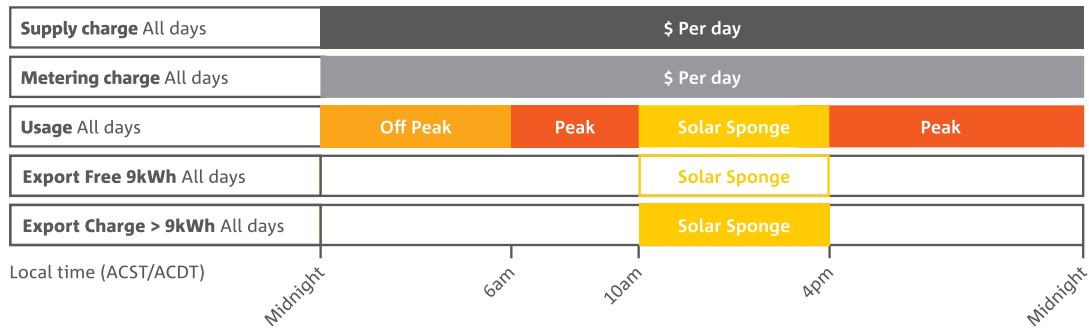 Supply charge All days $ Per day
Metering charge All days $ Per day
Usage All days Off Peak Peak Solar Sponge Peak
Export Free 9kWh All days Solar Sponge
Export Charge > 9kWh All days Solar Sponge
Local time (ACST/ACDT) Midnight 6am 10am 4pm Midnight